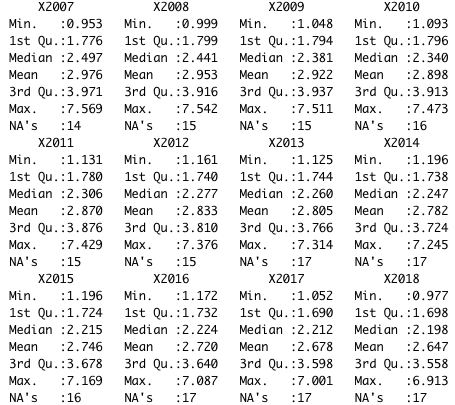 X2007 X2008 X2009 X2010
Min. :0.953 Min. :0.999 Min. :1.048 Min. :1.093
1st Qu.:1.776 1st Qu.:1.799 1st Qu.:1.794 1st Qu.:1.796
Median :2.497 Median :2.441 Median :2.381 Median :2.340
Mean :2.976 Mean :2.953 Mean :2.922 Mean :2.898
3rd Qu.:3.971 3rd Qu.:3.916 3rd Qu.:3.937 3rd Qu.:3.913
Max. :7.569 Max. :7.542 Max. :7.511 Max. :7.473
NA's :14 NA's :15 NA's :15 NA's :16
X2011 X2012 X2013 X2014
Min. :1.131 Min. :1.161 Min. :1.125 Min. :1.196
1st Qu.:1.780 1st Qu.:1.740 1st Qu.:1.744 1st Qu.:1.738
Median :2.306 Median :2.277 Median :2.260 Median :2.247
Mean :2.870 Mean :2.833 Mean :2.805 Mean :2.782
3rd Qu.:3.876 3rd Qu.:3.810 3rd Qu.:3.766 3rd Qu.:3.724
Max. :7.429 Max. :7.376 Max. :7.314 Max. :7.245
NA's :15 NA's :15 NA's :17 NA's :17
X2015 X2016 X2017 X2018
Min. :1.196 Min. :1.172 Min. :1.052 Min. :0.977
1st Qu.:1.724 1st Qu.:1.732 1st Qu.:1.690 1st Qu.:1.698
Median :2.215 Median :2.224 Median :2.212 Median :2.198
Mean :2.746 Mean :2.720 Mean :2.678 Mean :2.647
3rd Qu.:3.678 3rd Qu.:3.640 3rd Qu.:3.598 3rd Qu.:3.558
Max. :7.169 Max. :7.087 Max. :7.001 Max. :6.913
NA's :16 NA's :17 NA's :17 NA's :17